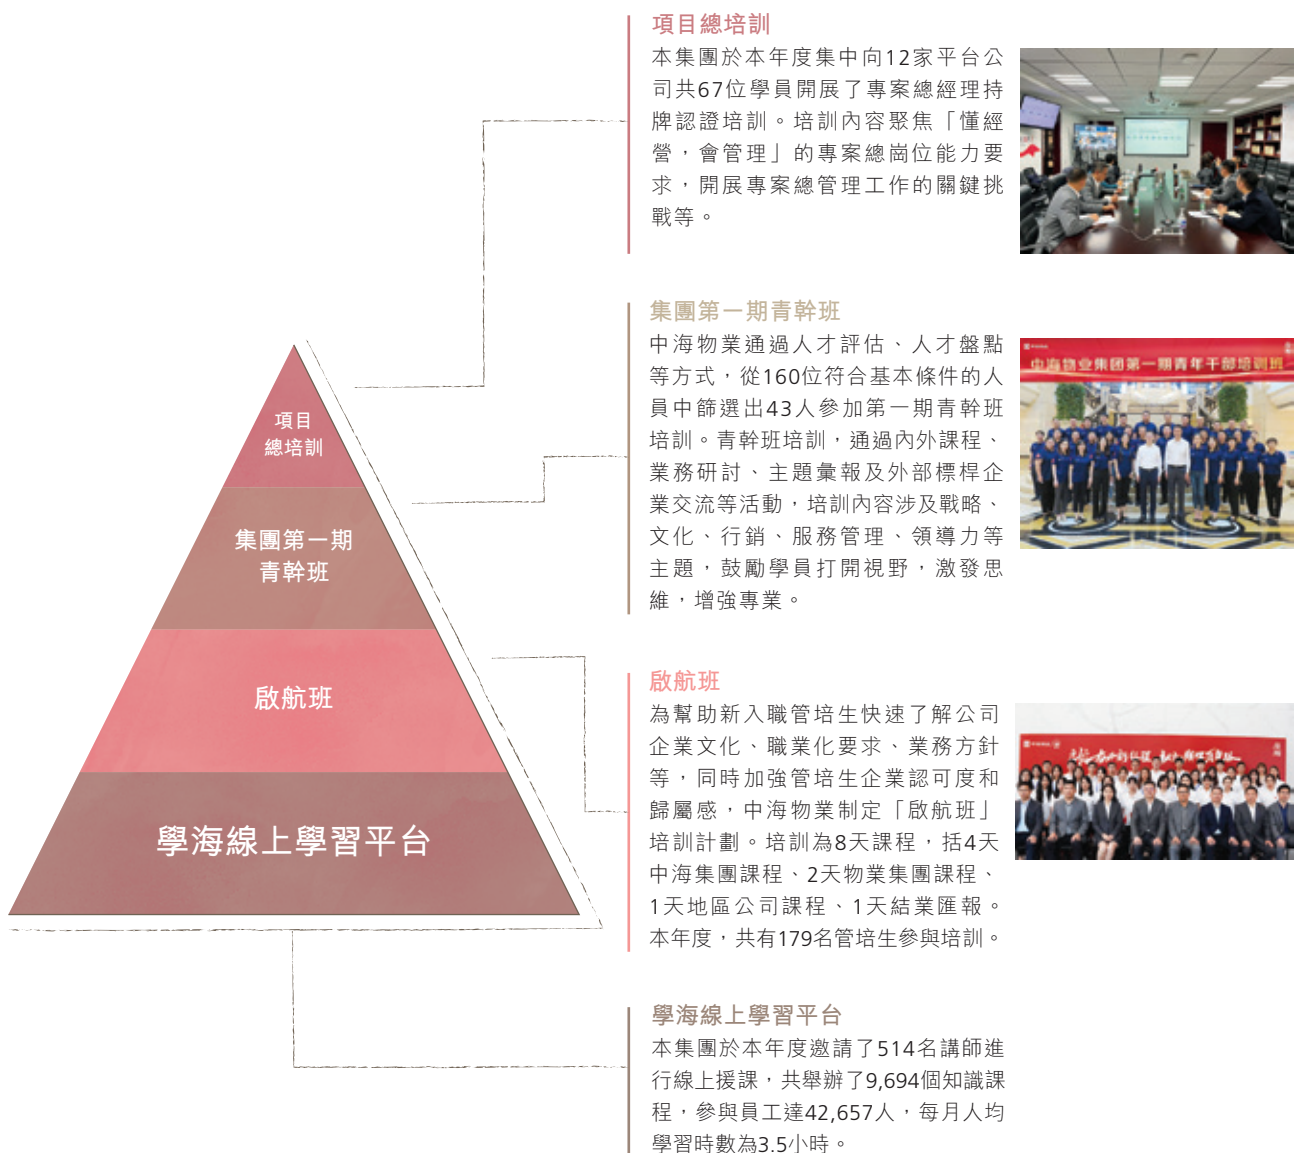 項目總培訓
本集團於本年度集中向12家平台公
司共67位學員開展了專案總經理持
牌認證培訓。培訓內容聚焦「懂經
營，會管理」的專案總崗位能力要
求，開展專案總管理工作的關鍵挑
戰等。
集團第一期青幹班
中海物業通過人才評估、人才盤點
等方式，從160位符合基本條件的人
員中篩選出43人參加第一期青幹班
培訓。青幹班培訓，通過內外課程、
業務研討、主題彙報及外部標桿企
業交流等活動，培訓內容涉及戰略、
文化、行銷、服務管理、領導力等
主題，鼓勵學員打開視野，激發思
維，增強專業。
中海物业集团第一期青年干部培训班
項目
總培訓
集團第一期
青幹班
啟航班
學海線上學習平台
啟航班
為幫助新入職管培生快速了解公司
企業文化、職業化要求、業務方針
等，同時加強管培生企業認可度和
歸屬感，中海物業制定「啟航班」
培訓計劃。培訓為8天課程，括4天
中海集團課程、2天物業集團課程、
1天地區公司課程、1天結業匯報。
本年度，共有179名管培生參與培訓。
學海線上學習平台
本集團於本年度邀請了514名講師進
行線上援課，共舉辦了9,694個知識課
程，參與員工達42,657人，每月人均
學習時數為3.5小時。